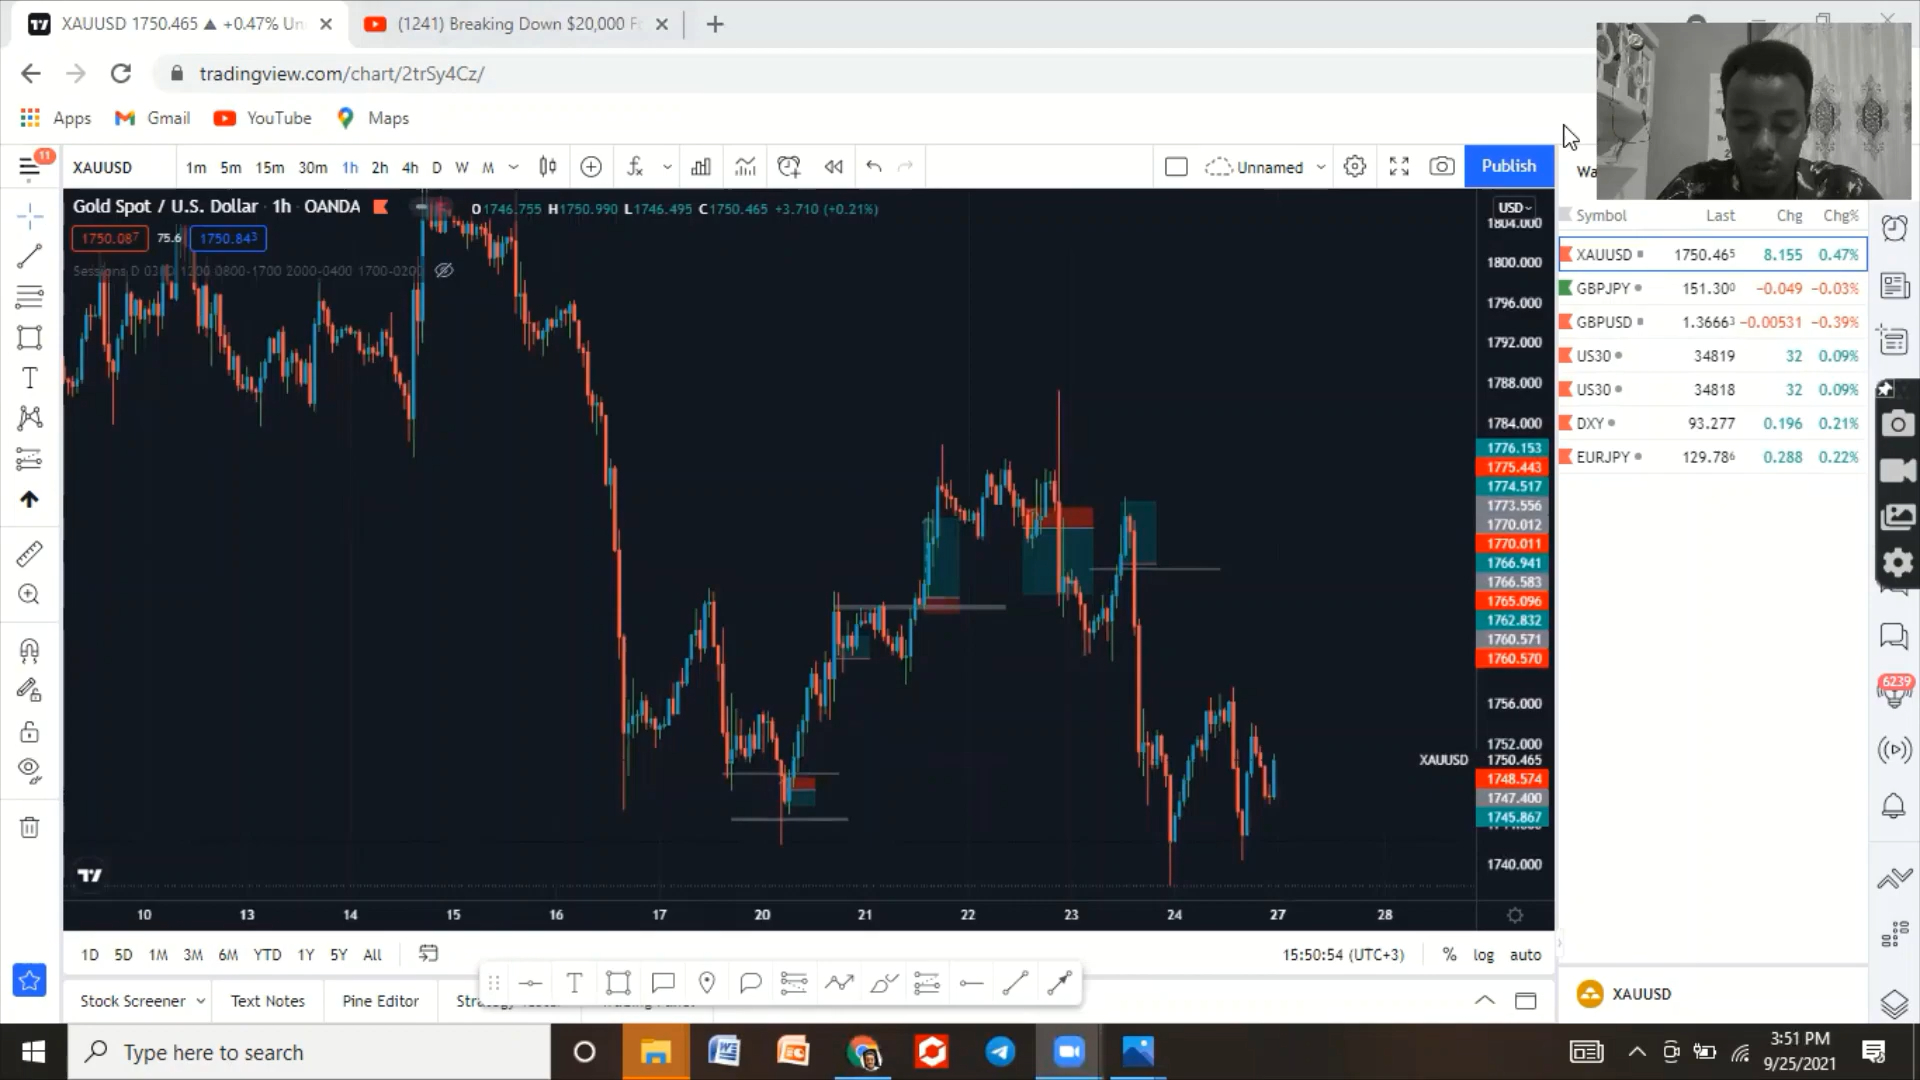 XAUUSD 1750.465 ▲ +0.47% Un
(1241) Breaking Down $20,000 F
tradingview.com/chart/2trSy4Cz/
Apps Gmail YouTube Maps
11
XAUUSD 1m 5m 15m 30m 1h 2h 4h D W M Unnamed Publish Wa
Gold Spot / U.S. Dollar · 1h · OANDA O1746.755 H1750.990 L1746.495 C1750.465 +3.710 (+0.21%)
1750.087 75.6 1750.843
USD
1804.000
1800.000
1796.000
1792.000
1788.000
1784.000
1776.153
1775.443
1774.517
1773.556
1770.012
1770.011
1766.941
1766.583
1765.096
1762.832
1760.571
1760.570
1756.000
1752.000
XAUUSD 1750.465
1748.574
1747.400
1745.867
1740.000
10 13 14 15 16 17 20 21 22 23 24 27 28
1D 5D 1M 3M 6M YTD 1Y 5Y All
15:50:54 (UTC+3) % log auto
Stock Screener Text Notes Pine Editor
Symbol Last Chg Chg%
XAUUSD 1750.465 8.155 0.47%
GBPJPY 151.300 −0.049 −0.03%
GBPUSD 1.36663 −0.00531 −0.39%
US30 34819 32 0.09%
US30 34818 32 0.09%
DXY 93.277 0.196 0.21%
EURJPY 129.786 0.288 0.22%
6239
XAUUSD
Type here to search
3:51 PM
9/25/2021